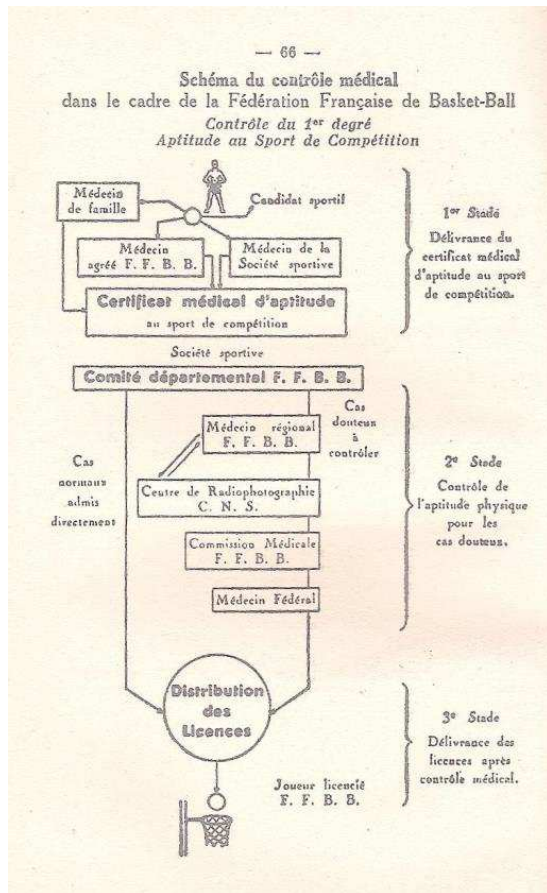 — 66 —
Schéma du contrôle médical
dans le cadre de la Fédération Française de Basket-Ball
Contrôle du 1er degré
Aptitude au Sport de Compétition
Médecin
de famille
Candidat sportif
Médecin
agréé F. F. B. B.
Médecin de la
Société sportive
Certificat médical d'aptitude
au sport de compétition
1er Stade
Délivrance du
certificat médical
d'aptitude au sport
de compétition.
Société sportive
Comité départemental F. F. B. B.
Cas
normaux
admis
directement
Cas
douteux
à
contrôler
Médecin régional
F. F. B. B.
Centre de Radiophotographie
C. N. S.
Commission Médicale
F. F. B. B.
Médecin Fédéral
2e Stade
Contrôle de
l'aptitude physique
pour les
cas douteux.
Distribution
des
Licences
3e Stade
Délivrance des
licences après
contrôle médical.
Joueur licencié
F. F. B. B.